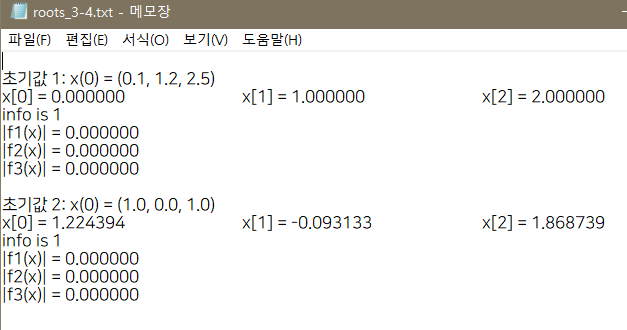 roots_3-4.txt - 메모장
파일(F) 편집(E) 서식(O) 보기(V) 도움말(H)
초기값 1: x(0) = (0.1, 1.2, 2.5)
x[0] = 0.000000 x[1] = 1.000000 x[2] = 2.000000
info is 1
|f1(x)| = 0.000000
|f2(x)| = 0.000000
|f3(x)| = 0.000000
초기값 2: x(0) = (1.0, 0.0, 1.0)
x[0] = 1.224394 x[1] = -0.093133 x[2] = 1.868739
info is 1
|f1(x)| = 0.000000
|f2(x)| = 0.000000
|f3(x)| = 0.000000